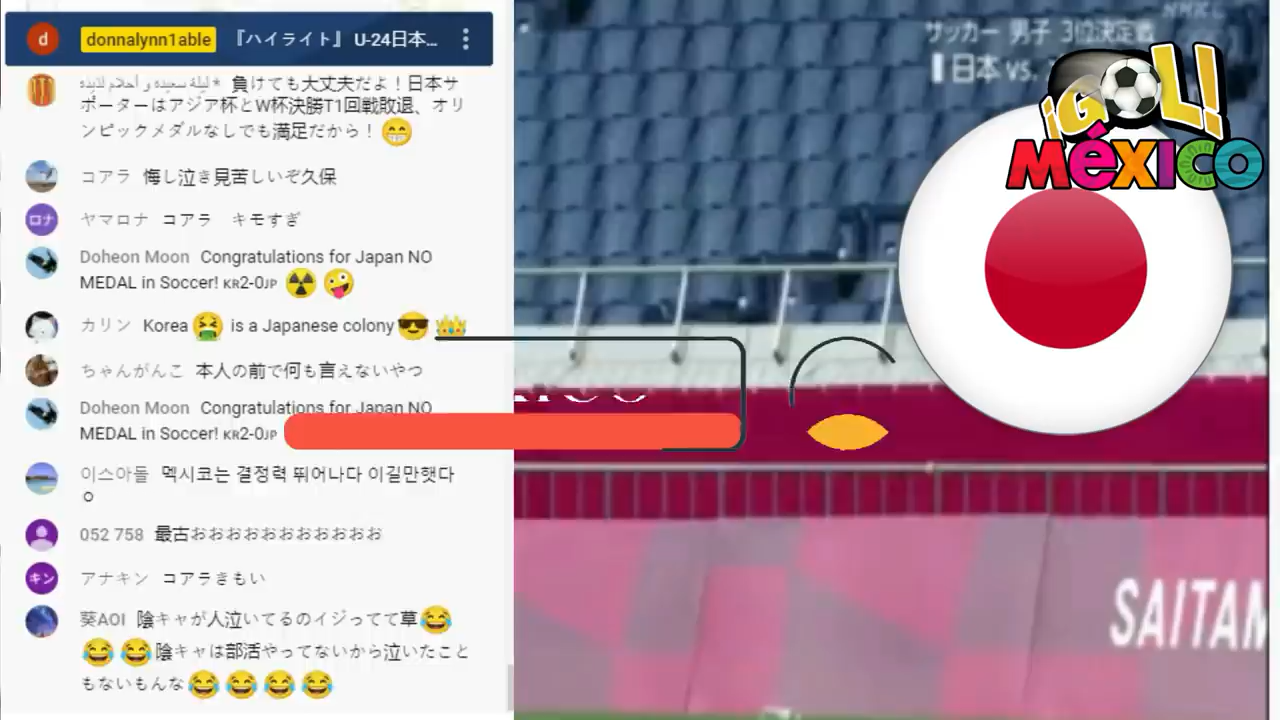 d
donnalynn1able 『ハイライト』 U-24日本...
ليلة سعيده و أحلام لذيذه* 負けても大丈夫だよ！日本サ
ポーターはアジア杯とW杯決勝T1回戦敗退、オリ
ンピックメダルなしでも満足だから！😁
コアラ 悔し泣き見苦しいぞ久保
ロナ
ヤマロナ コアラ キモすぎ
Doheon Moon Congratulations for Japan NO
MEDAL in Soccer! KR2-0JP ☢️🤪
カリン Korea🤮 is a Japanese colony😎👑
ちゃんがんこ 本人の前で何も言えないやつ
Doheon Moon Congratulations for Japan NO
MEDAL in Soccer! KR2-0JP
이스아돌 멕시코는 결정력 뛰어나다 이길만햇다
ㅇ
052 758 最古おおおおおおおおおおお
キン
アナキン コアラきもい
葵AOI 陰キャが人泣いてるのイジってて草😂
😂😂陰キャは部活やってないから泣いたこと
もないもんな😂😂😂😂
サッカー 男子 3位決定戦
日本 vs.
¡GOL!
MéXICO
SAITAM